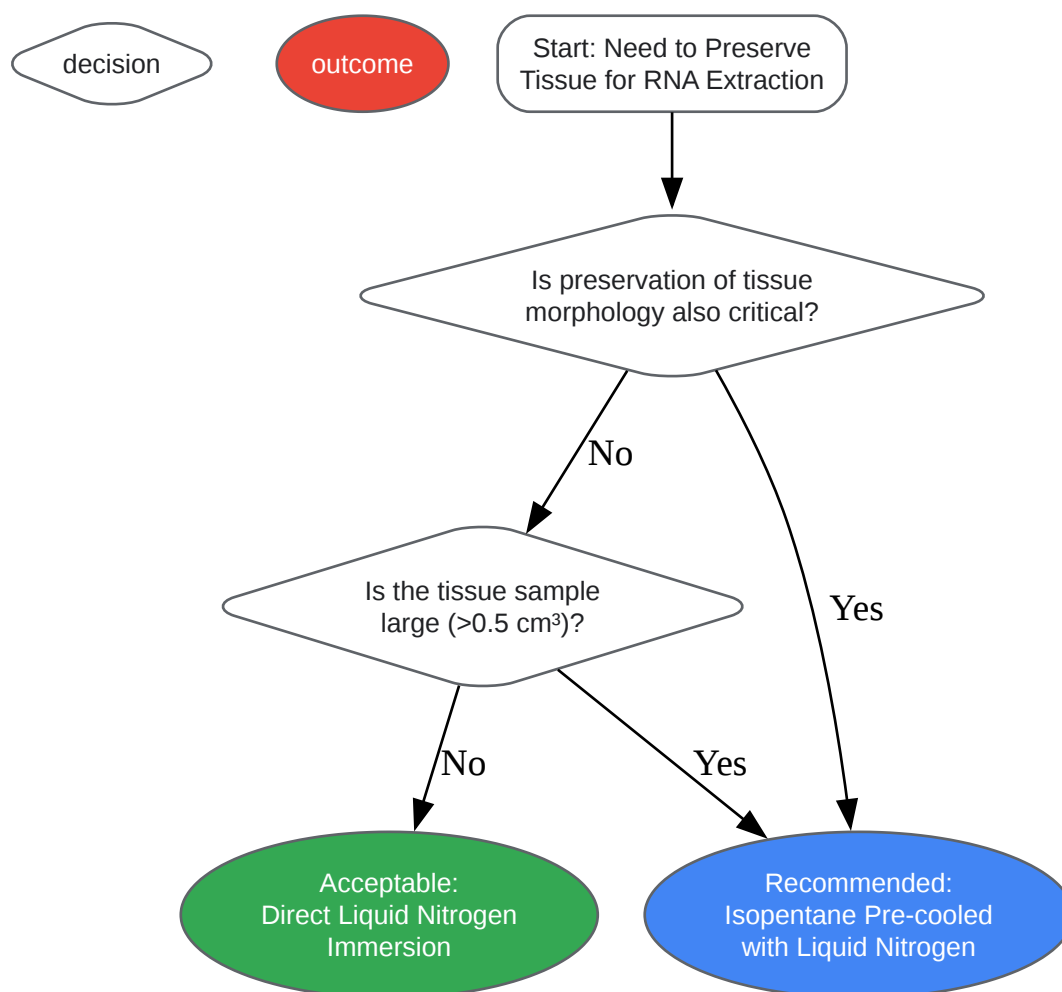 decision
outcome
Start: Need to Preserve
Tissue for RNA Extraction
Is preservation of tissue
morphology also critical?
No
Yes
Is the tissue sample
large (>0.5 cm³)?
No
Yes
Acceptable:
Direct Liquid Nitrogen
Immersion
Recommended:
Isopentane Pre-cooled
with Liquid Nitrogen